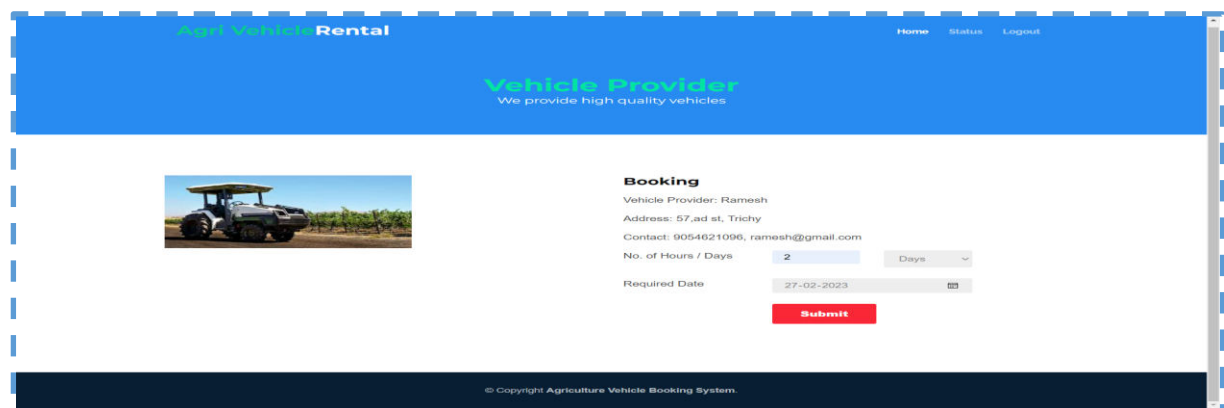 Agri VehicleRental
Home Status Logout
Vehicle Provider
We provide high quality vehicles
Booking
Vehicle Provider: Ramesh
Address: 57,ad st, Trichy
Contact: 9054621096, ramesh@gmail.com
No. of Hours / Days 2 Days
Required Date 27-02-2023
Submit
© Copyright Agriculture Vehicle Booking System.